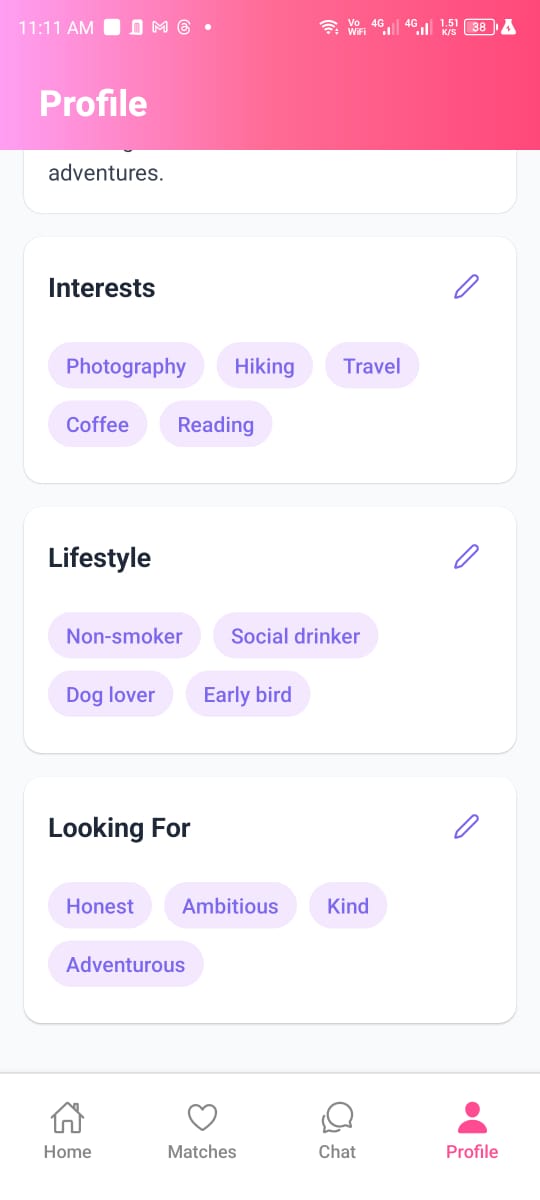 11:11 AM Vo WiFi 4G 4G 1.51 K/S 38
Profile
adventures.
Interests
Photography Hiking Travel
Coffee Reading
Lifestyle
Non-smoker Social drinker
Dog lover Early bird
Looking For
Honest Ambitious Kind
Adventurous
Home Matches Chat Profile